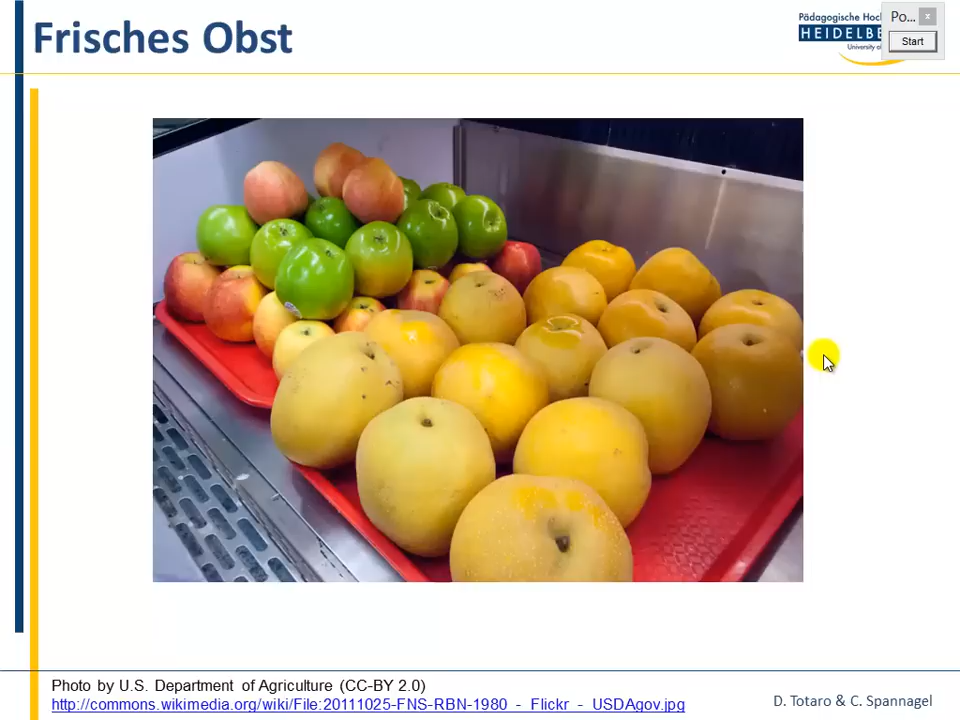 Frisches Obst
Pädagogische
HEIDELBE
University
Po...
x
Start
Photo by U.S. Department of Agriculture (CC-BY 2.0)
http://commons.wikimedia.org/wiki/File:20111025-FNS-RBN-1980_-_Flickr_-_USDAgov.jpg
D. Totaro & C. Spannagel